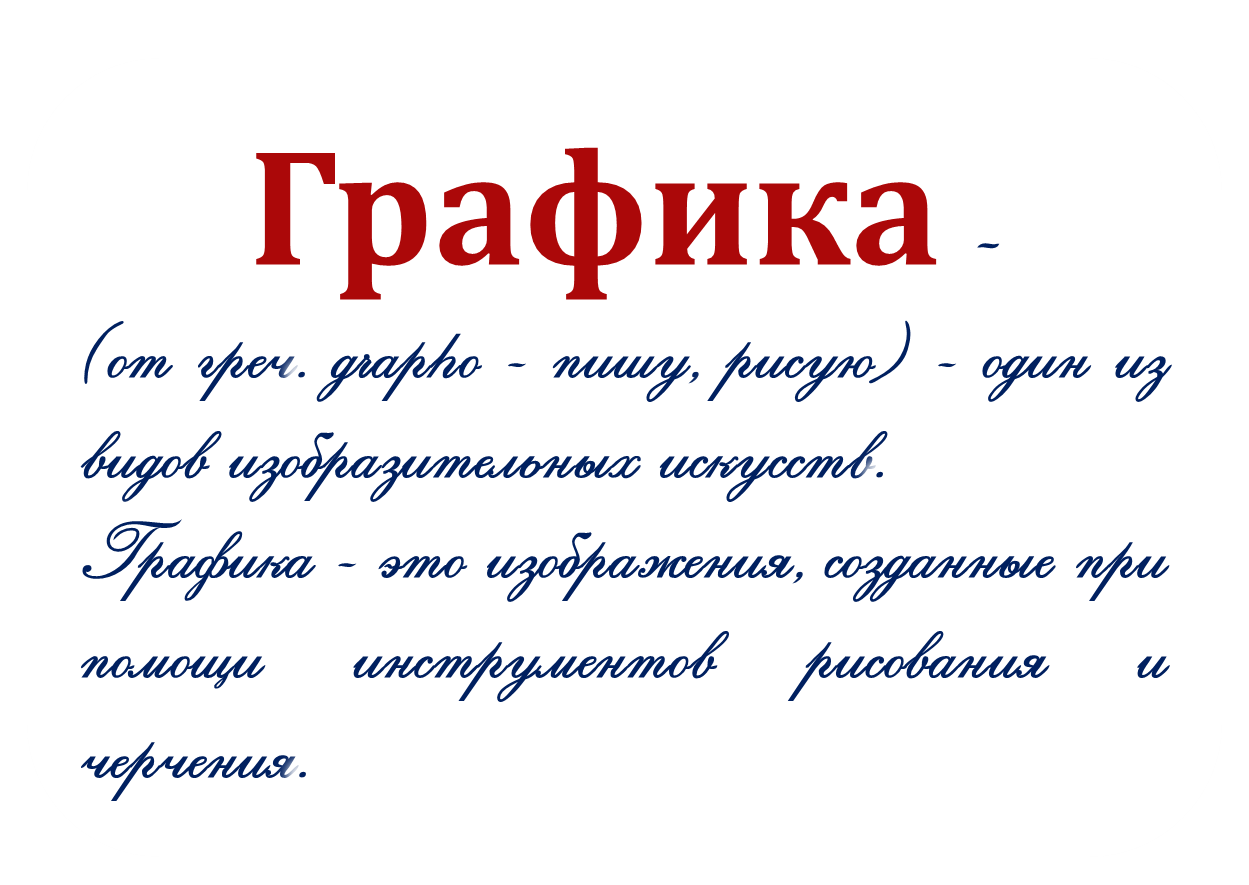 Графика -
(от греч. grapho - пишу, рисую) - один из
видов изобразительных искусств.
Графика - это изображения, созданные при
помощи инструментов рисования и
черчения.